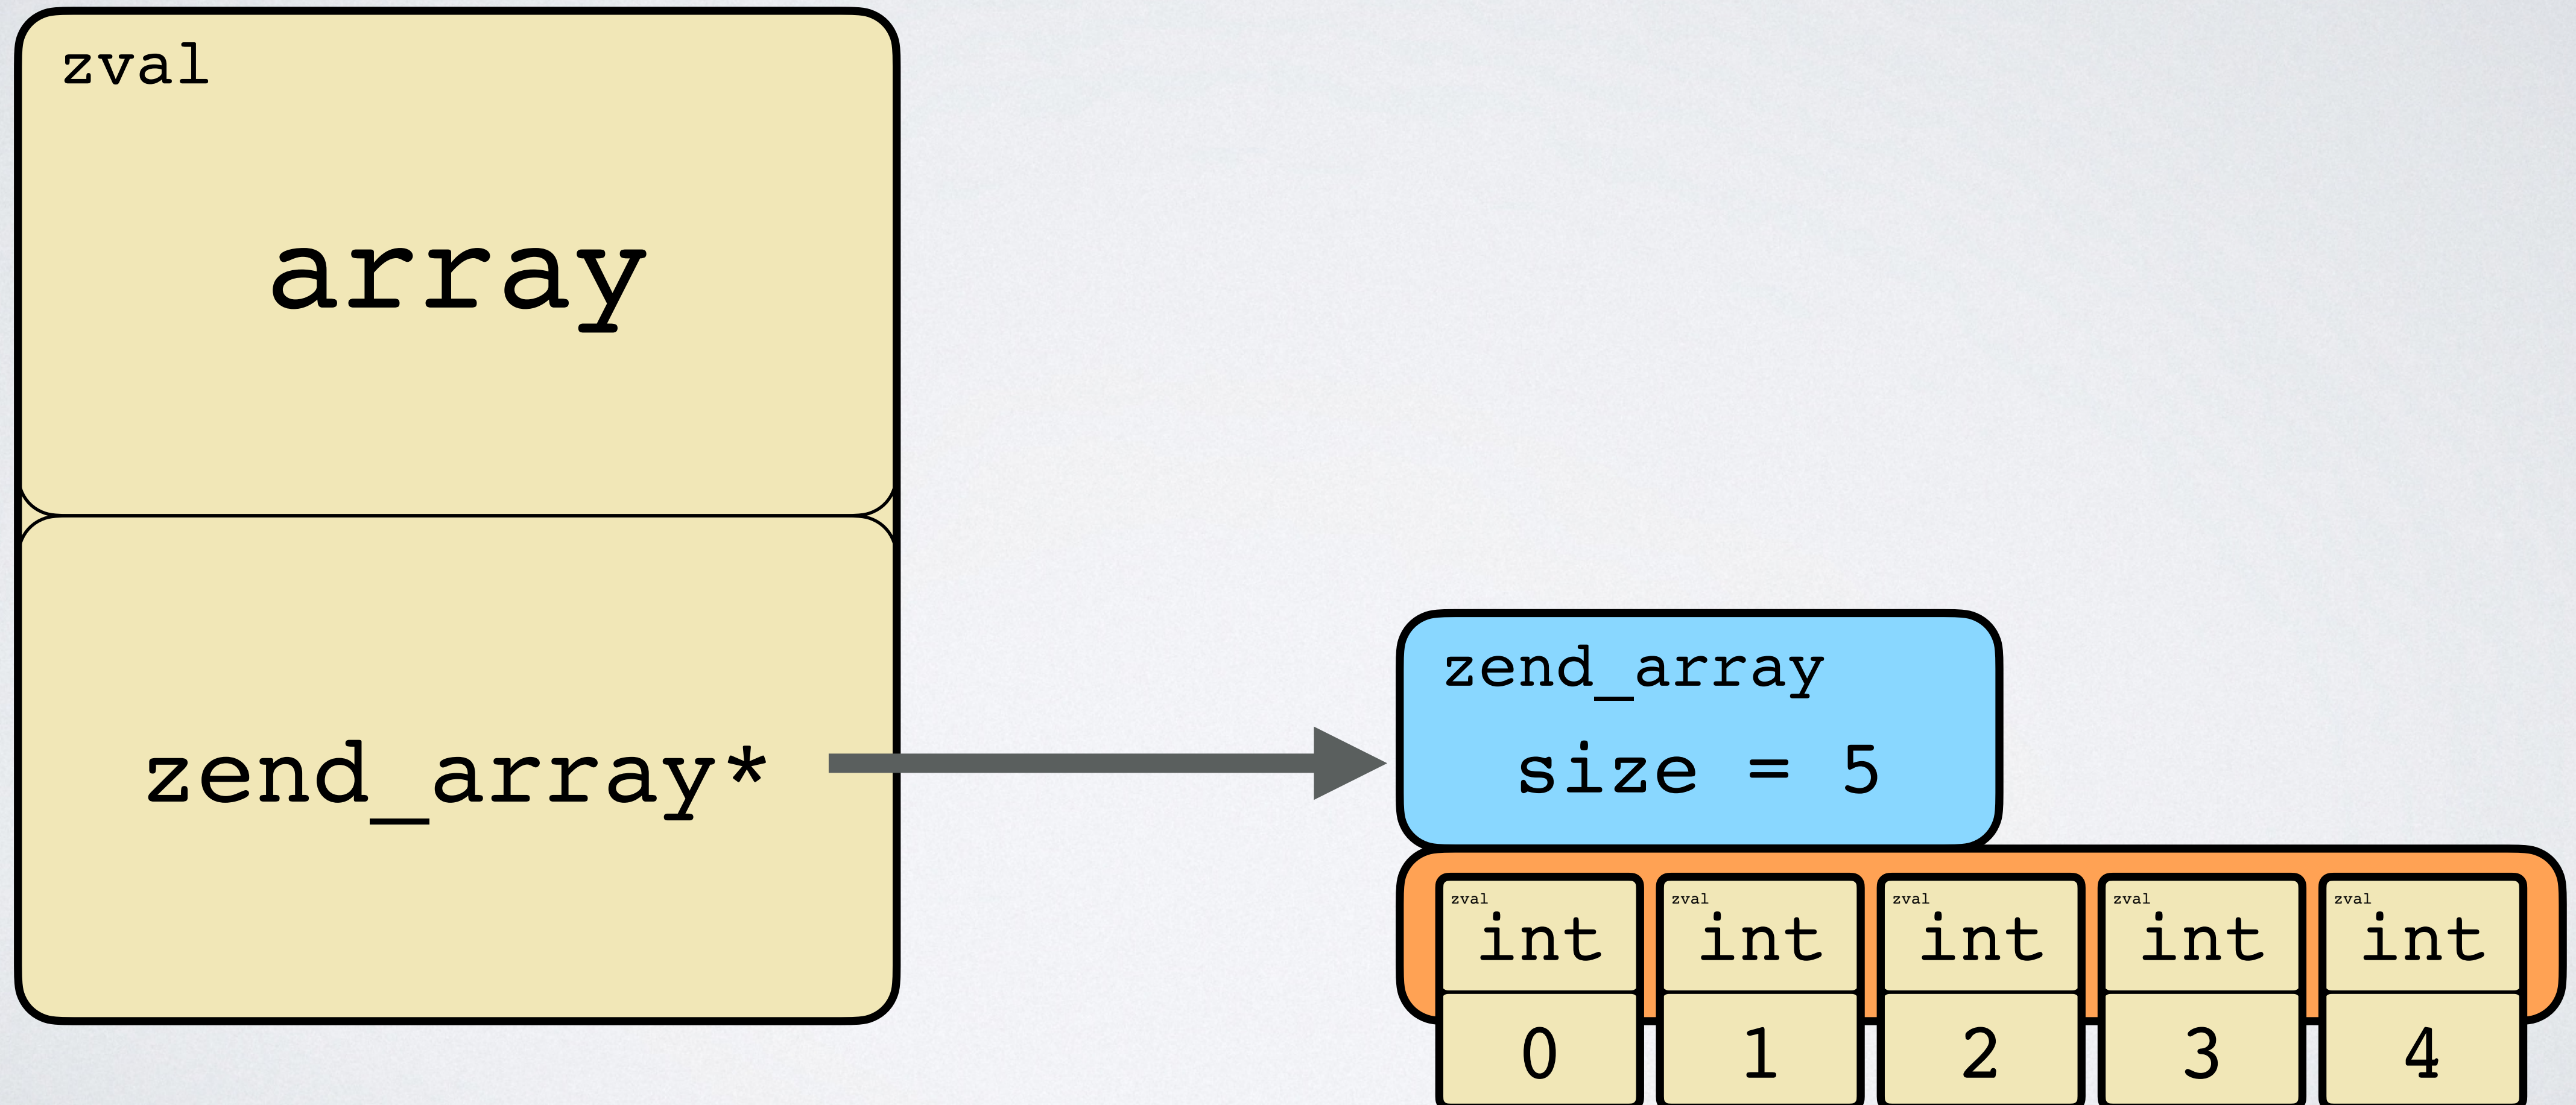 zval
array
zend_array*
zend_array
size = 5
zval zval zval zval zval
int int int int int
0 1 2 3 4